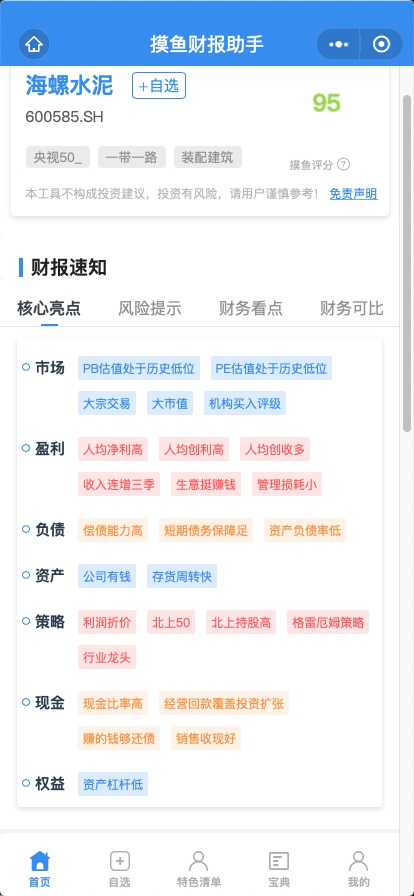 摸鱼财报助手
海螺水泥 +自选
600585.SH
95
央视50_ 一带一路 装配建筑
摸鱼评分 ?
本工具不构成投资建议，投资有风险，请用户谨慎参考！ 免责声明
财报速知
核心亮点 风险提示 财务看点 财务可比
市场 PB估值处于历史低位 PE估值处于历史低位
大宗交易 大市值 机构买入评级
盈利 人均净利高 人均创利高 人均创收多
收入连增三季 生意挺赚钱 管理损耗小
负债 偿债能力高 短期债务保障足 资产负债率低
资产 公司有钱 存货周转快
策略 利润折价 北上50 北上持股高 格雷厄姆策略
行业龙头
现金 现金比率高 经营回款覆盖投资扩张
赚的钱够还债 销售收现好
权益 资产杠杆低
首页 自选 特色清单 宝典 我的